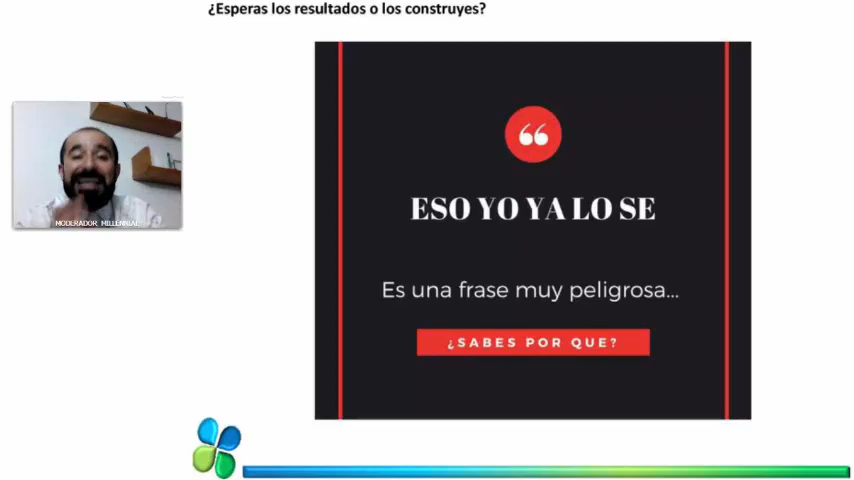 ¿Esperas los resultados o los construyes?
MODERADOR MILLENNIAL
❝
ESO YO YA LO SE
Es una frase muy peligrosa...
¿SABES POR QUE?